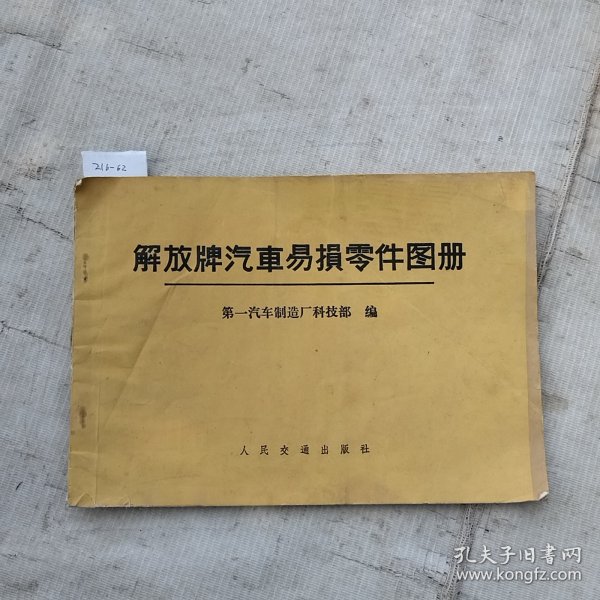 216-62
解放牌汽車易損零件图册
第一汽车制造厂科技部 编
人民交通出版社
孔夫子旧书网
www.kongfz.com